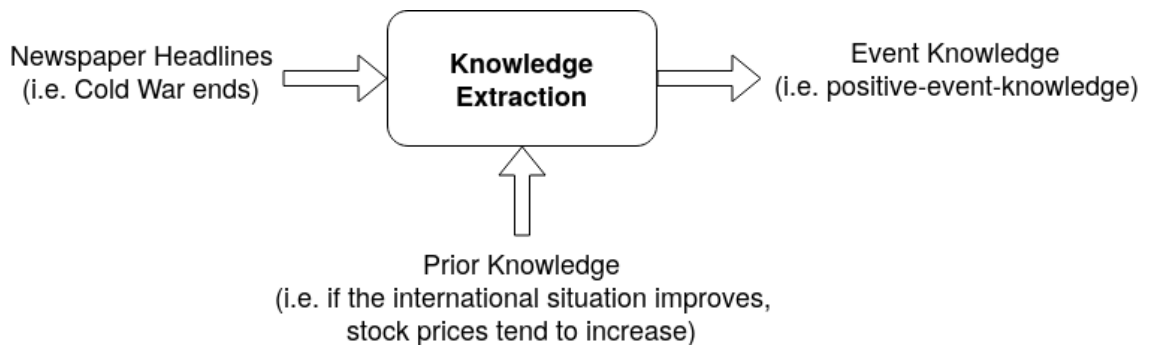 Newspaper Headlines
(i.e. Cold War ends)
Knowledge
Extraction
Event Knowledge
(i.e. positive-event-knowledge)
Prior Knowledge
(i.e. if the international situation improves,
stock prices tend to increase)